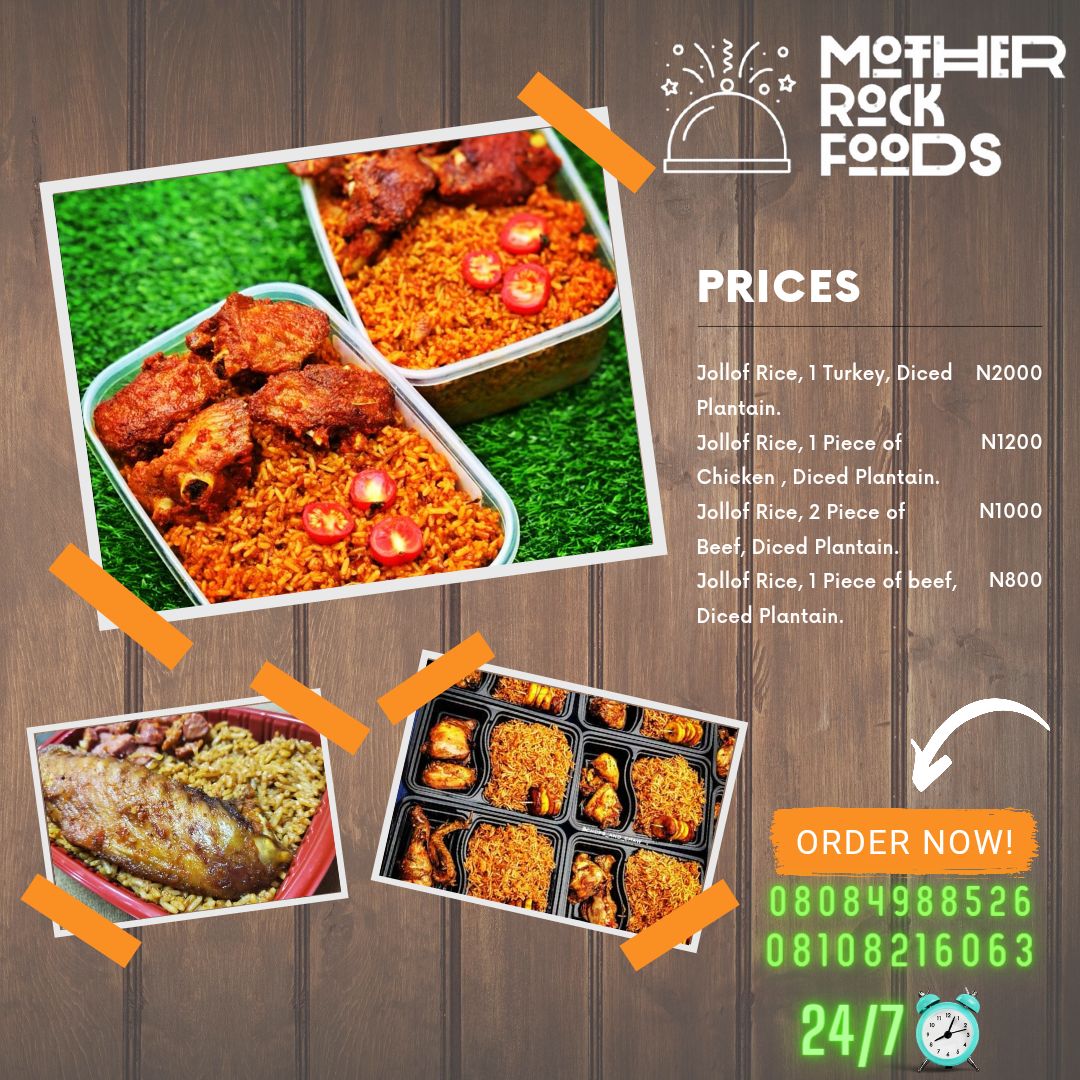 MOTHER
ROCK
FOODS
PRICES
Jollof Rice, 1 Turkey, Diced N2000
Plantain.
Jollof Rice, 1 Piece of N1200
Chicken , Diced Plantain.
Jollof Rice, 2 Piece of N1000
Beef, Diced Plantain.
Jollof Rice, 1 Piece of beef, N800
Diced Plantain.
ORDER NOW!
08084988526
08108216063
24/7